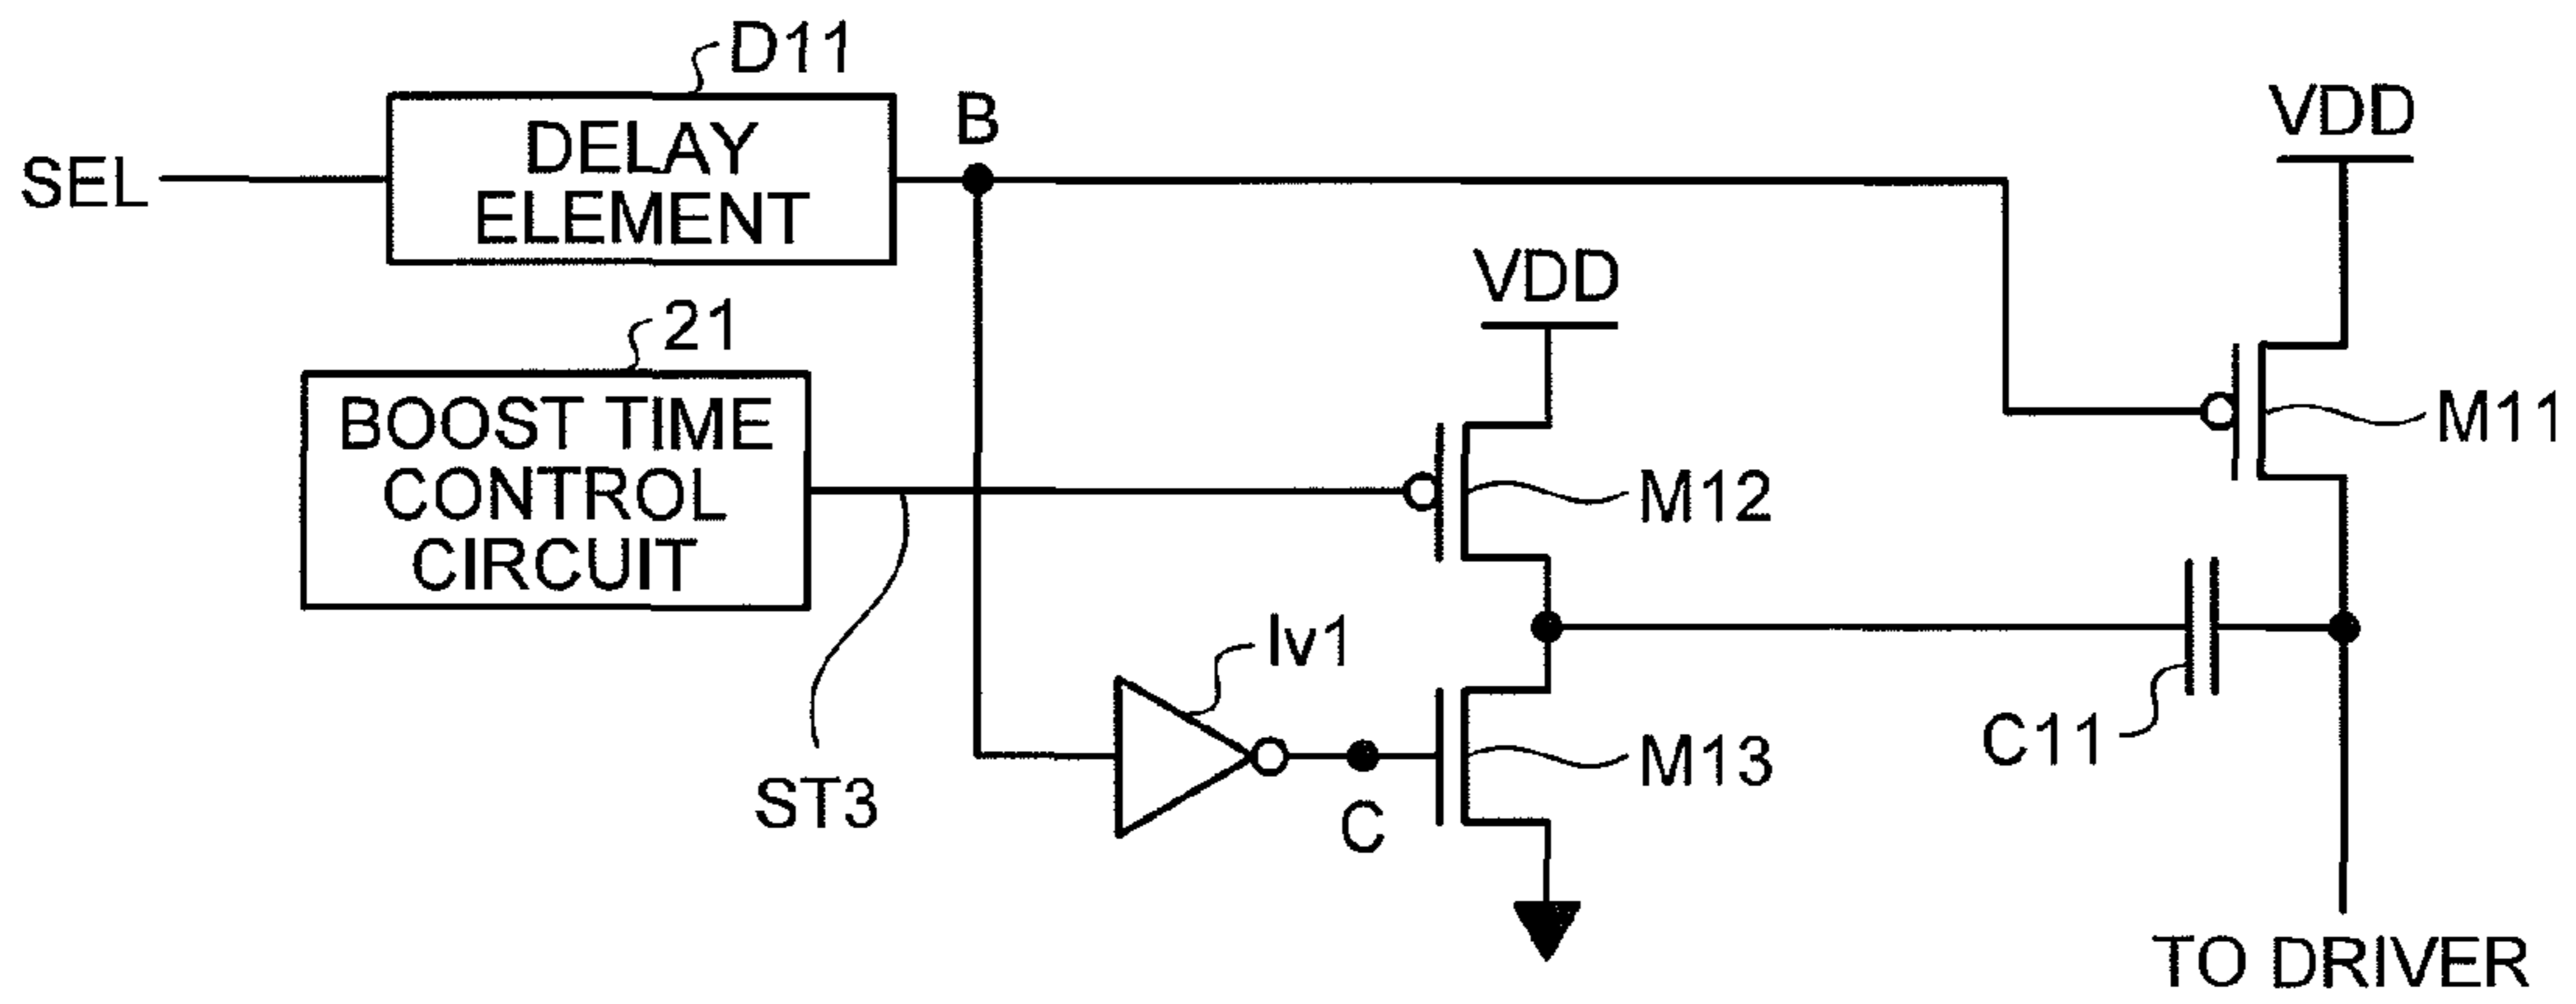 D11
DELAY
ELEMENT
SEL
B
VDD
21
BOOST TIME
CONTROL
CIRCUIT
VDD
M11
M12
ST3
Iv1
C
M13
C11
TO DRIVER